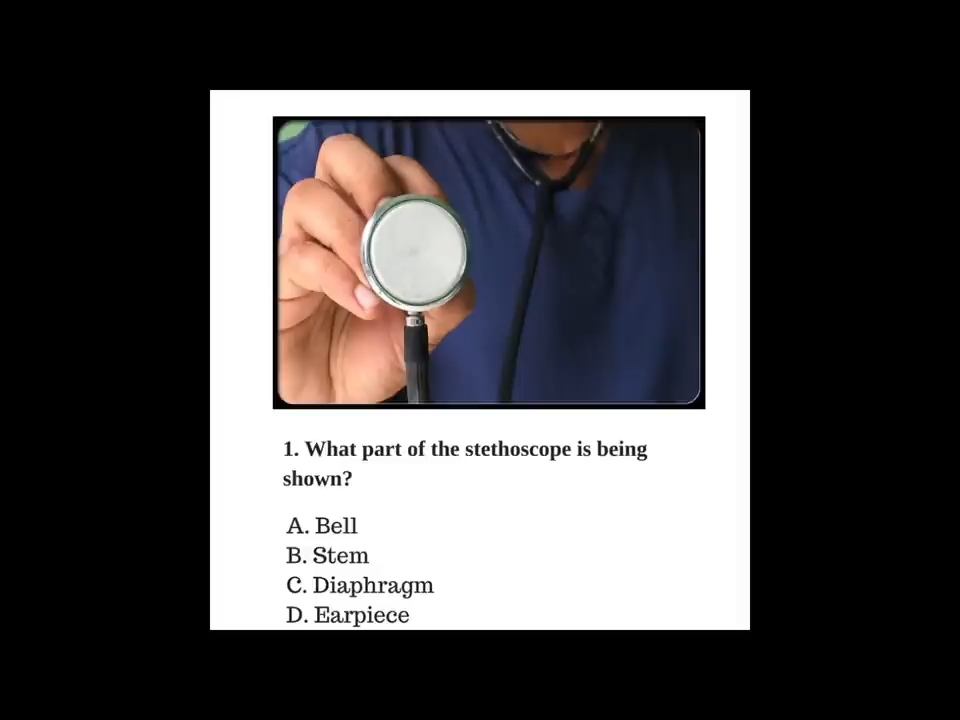 1. What part of the stethoscope is being
shown?
A. Bell
B. Stem
C. Diaphragm
D. Earpiece